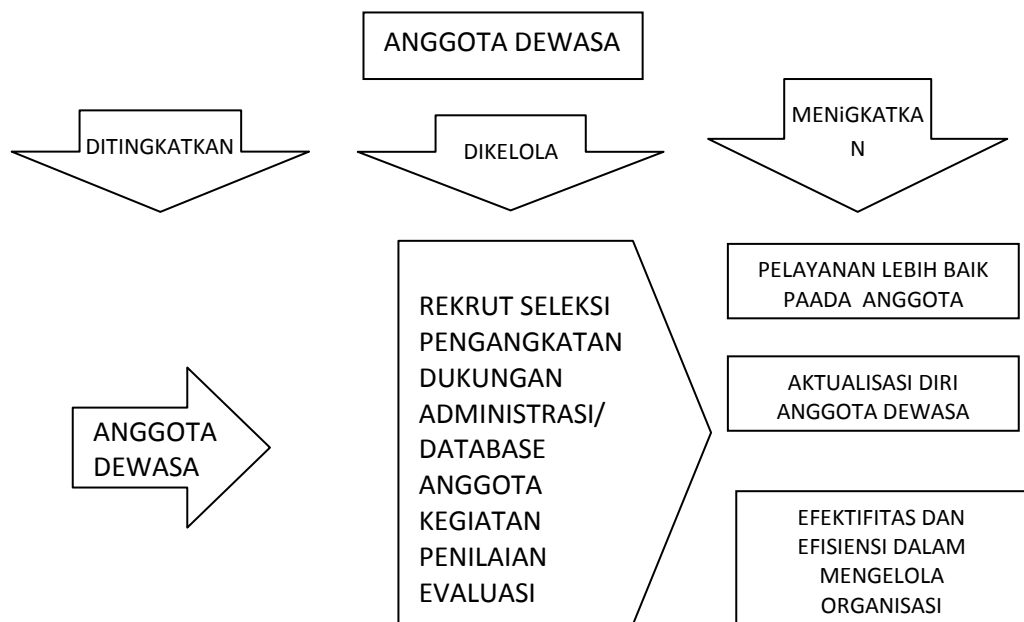 ANGGOTA DEWASA
DITINGKATKAN
DIKELOLA
MENiGKATKA
N
ANGGOTA
DEWASA
REKRUT SELEKSI
PENGANGKATAN
DUKUNGAN
ADMINISTRASI/
DATABASE
ANGGOTA
KEGIATAN
PENILAIAN
EVALUASI
PELAYANAN LEBIH BAIK
PAADA ANGGOTA
AKTUALISASI DIRI
ANGGOTA DEWASA
EFEKTIFITAS DAN
EFISIENSI DALAM
MENGELOLA
ORGANISASI